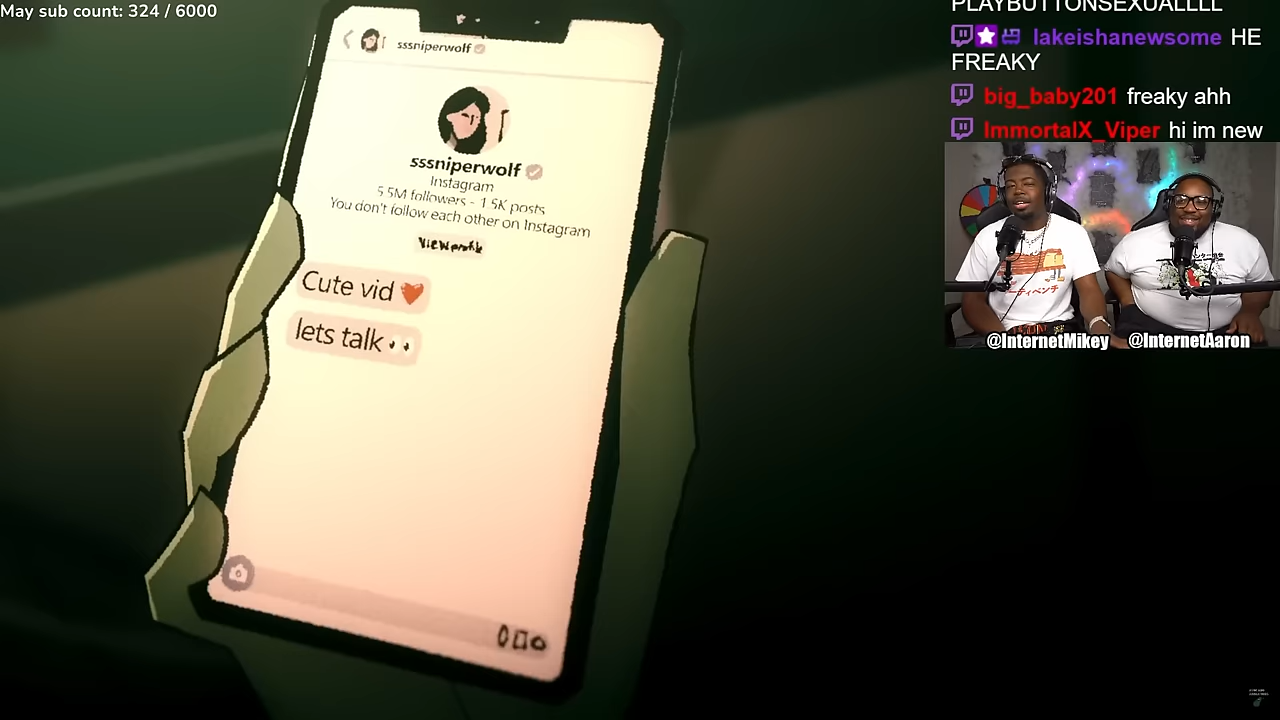 May sub count: 324 / 6000
PLAYBUTTONSEXUALLLL
lakeishanewsome HE
FREAKY
big_baby201 freaky ahh
ImmortalX_Viper hi im new
sssniperwolf
sssniperwolf
Instagram
5.5M followers - 1.5K posts
You don't follow each other on Instagram
View profile
Cute vid ❤
lets talk 👀
@InternetMikey @InternetAaron